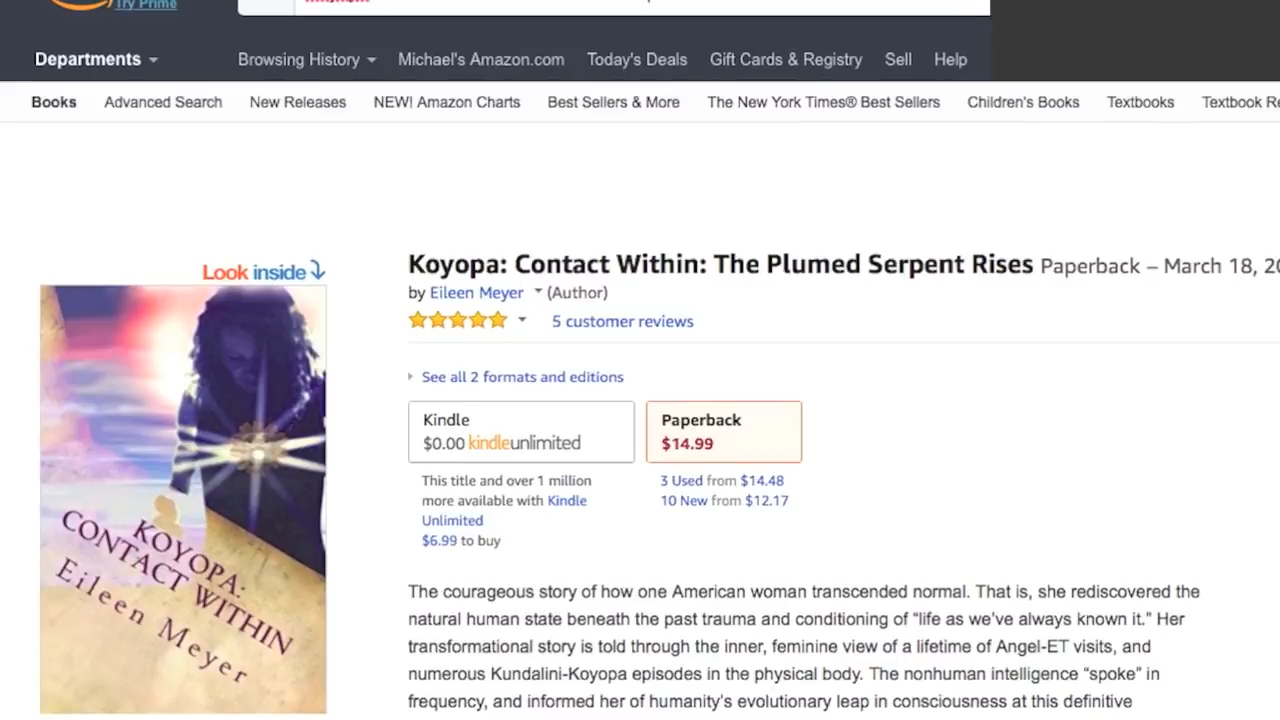 Try Prime
Departments
Browsing History
Michael's Amazon.com
Today's Deals
Gift Cards & Registry
Sell
Help
Books
Advanced Search
New Releases
NEW! Amazon Charts
Best Sellers & More
The New York Times® Best Sellers
Children's Books
Textbooks
Textbook Re
Look inside
KOYOPA:
CONTACT WITHIN
Eileen Meyer
Koyopa: Contact Within: The Plumed Serpent Rises Paperback – March 18, 20
by Eileen Meyer (Author)
5 customer reviews
See all 2 formats and editions
Kindle
$0.00 kindleunlimited
This title and over 1 million
more available with Kindle
Unlimited
$6.99 to buy
Paperback
$14.99
3 Used from $14.48
10 New from $12.17
The courageous story of how one American woman transcended normal. That is, she rediscovered the
natural human state beneath the past trauma and conditioning of “life as we’ve always known it.” Her
transformational story is told through the inner, feminine view of a lifetime of Angel-ET visits, and
numerous Kundalini-Koyopa episodes in the physical body. The nonhuman intelligence “spoke” in
frequency, and informed her of humanity’s evolutionary leap in consciousness at this definitive